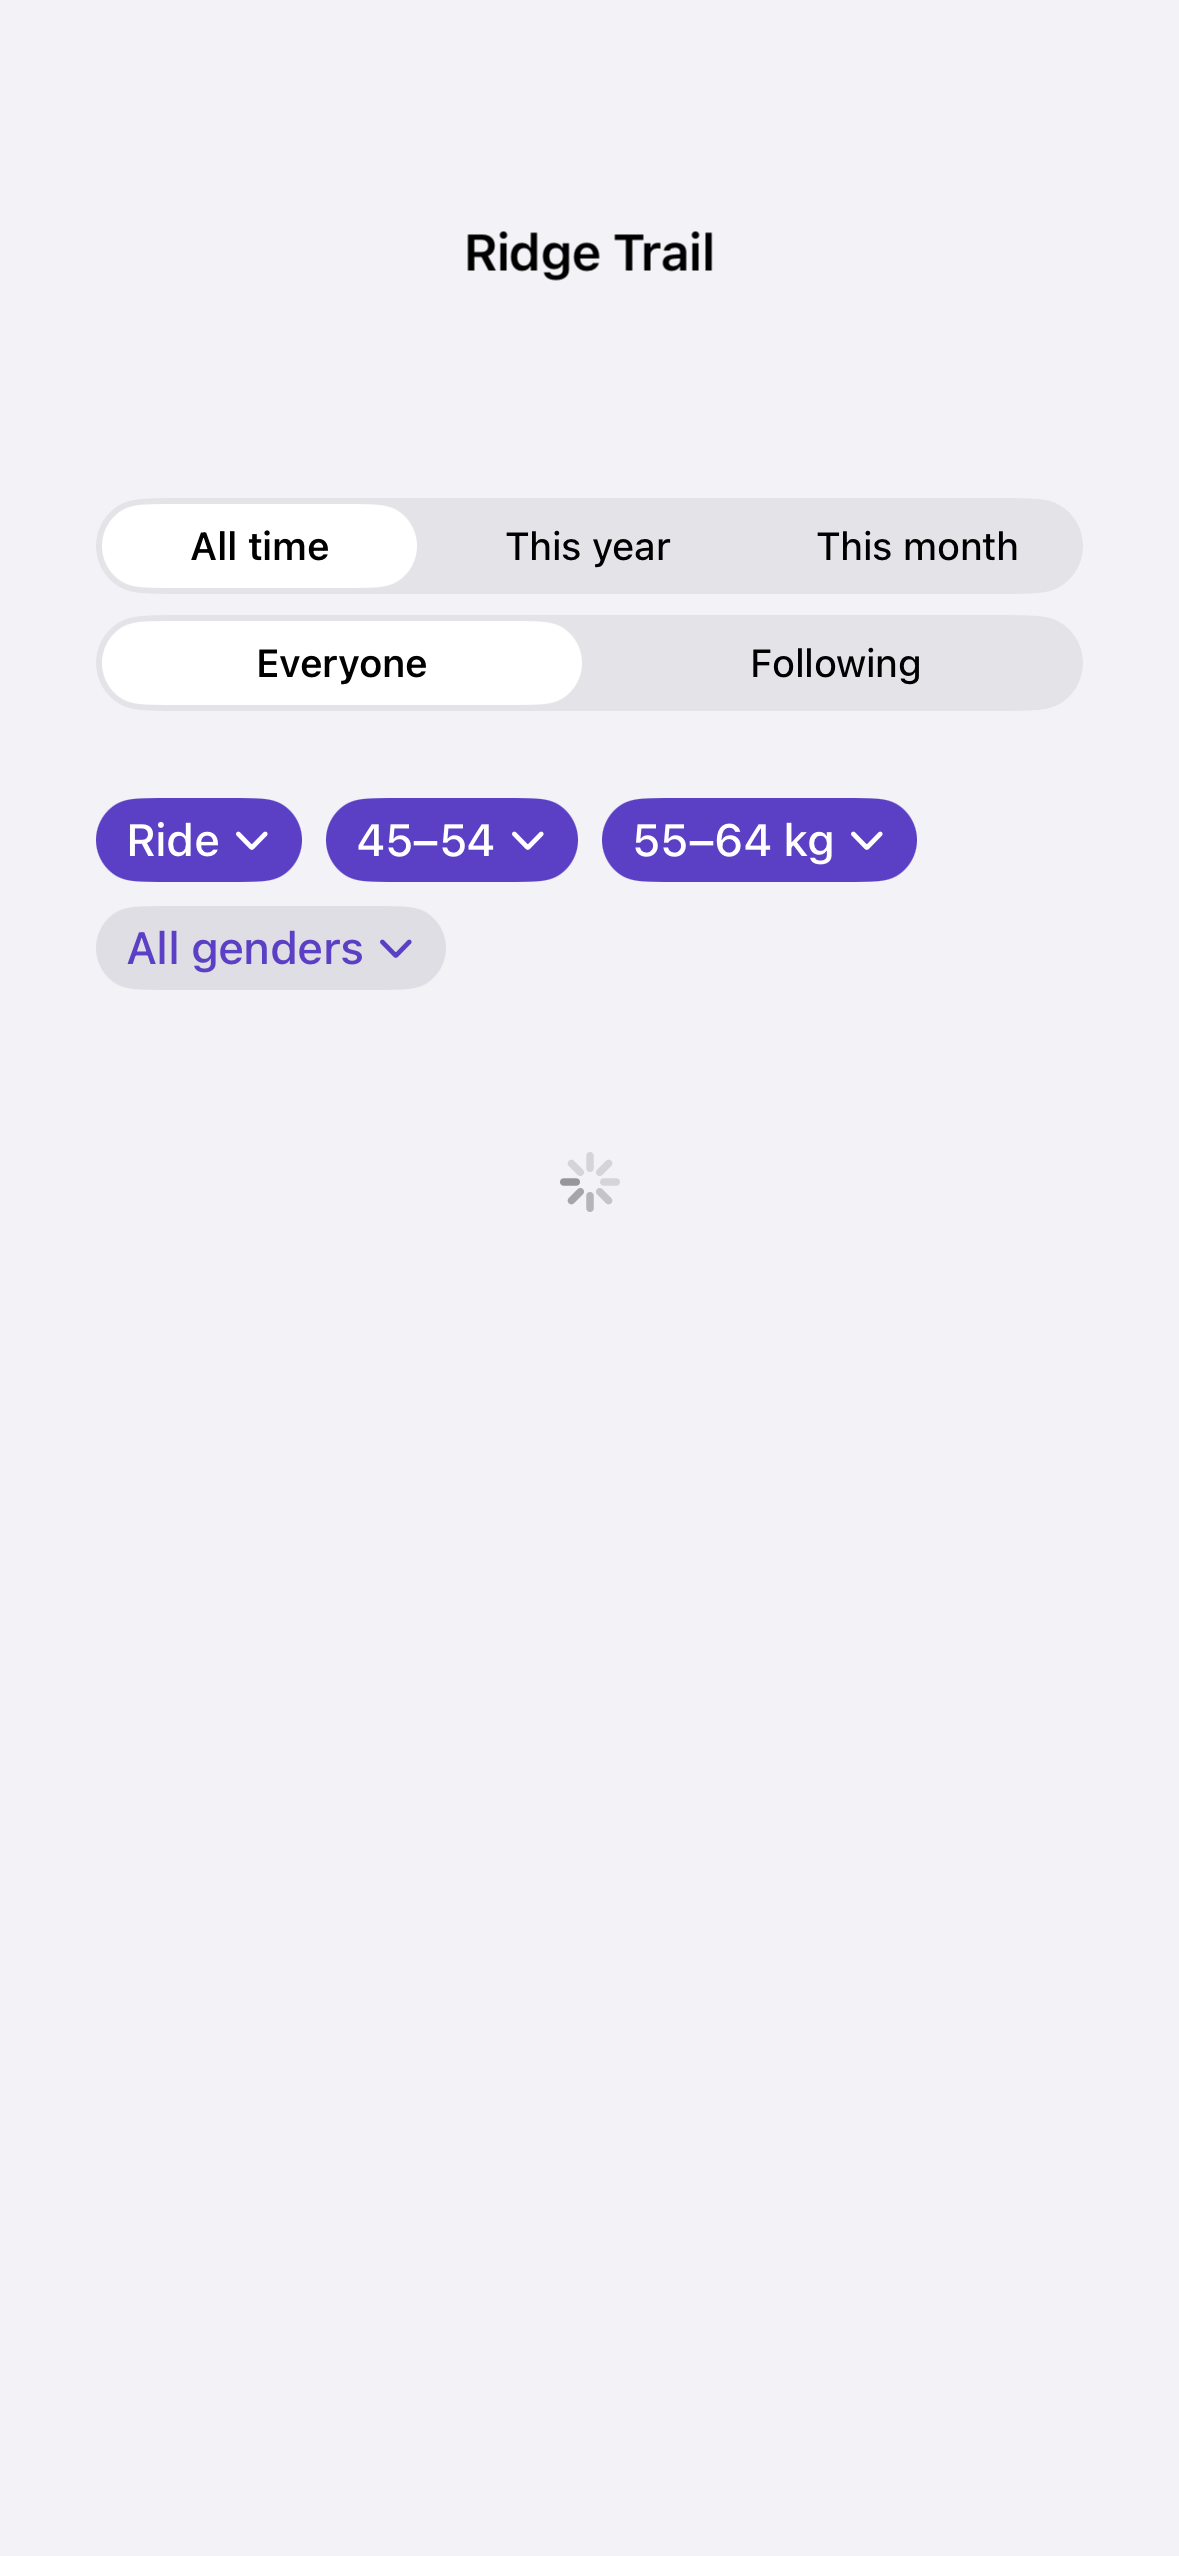 Ridge Trail
All time This year This month
Everyone Following
Ride 45–54 55–64 kg
All genders